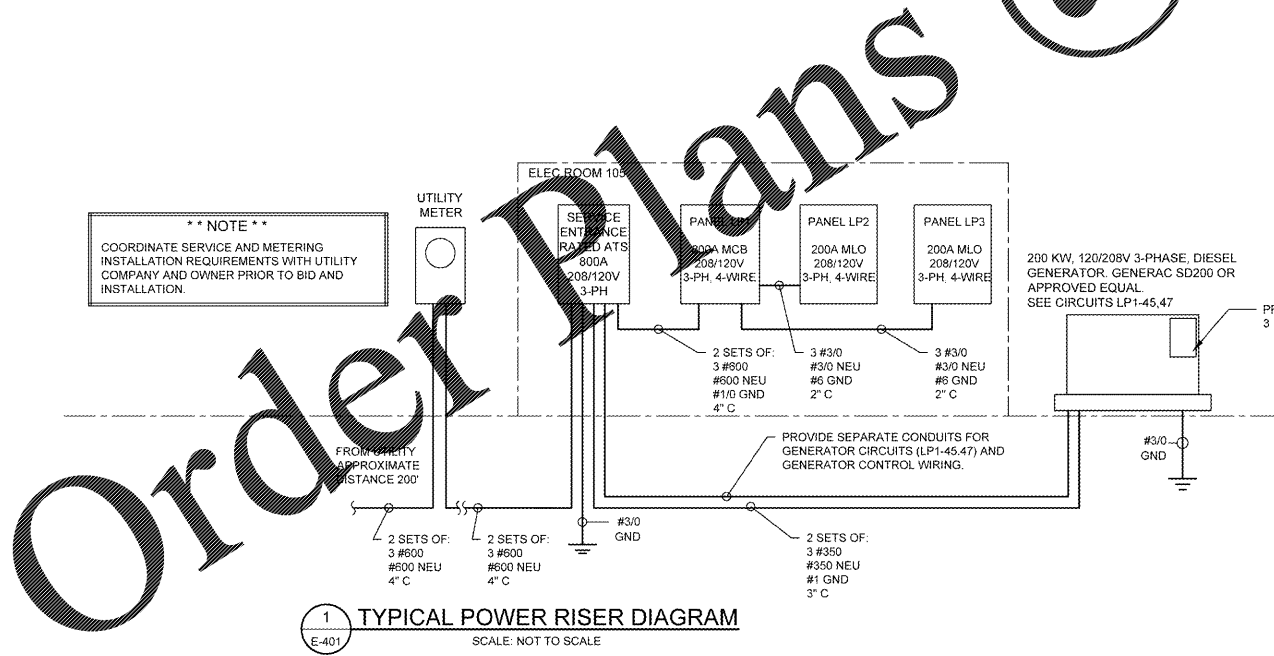 Order Plans
ELEC ROOM 105
UTILITY
METER
* * NOTE * *
COORDINATE SERVICE AND METERING
INSTALLATION REQUIREMENTS WITH UTILITY
COMPANY AND OWNER PRIOR TO BID AND
INSTALLATION.
SERVICE
ENTRANCE
RATED ATS
800A
208/120V
3-PH
PANEL LP1
800A MCB
208/120V
3-PH, 4-WIRE
PANEL LP2
200A MLO
208/120V
3-PH, 4-WIRE
PANEL LP3
200A MLO
208/120V
3-PH, 4-WIRE
200 KW, 120/208V 3-PHASE, DIESEL
GENERATOR. GENERAC SD200 OR
APPROVED EQUAL.
SEE CIRCUITS LP1-45,47
3
2 SETS OF:
3 #600
#600 NEU
#1/0 GND
4" C
3 #3/0
#3/0 NEU
#6 GND
2" C
3 #3/0
#3/0 NEU
#6 GND
2" C
PROVIDE SEPARATE CONDUITS FOR
GENERATOR CIRCUITS (LP1-45.47) AND
GENERATOR CONTROL WIRING.
#3/0
GND
FROM UTILITY
APPROXIMATE
DISTANCE 200'
2 SETS OF:
3 #600
#600 NEU
4" C
2 SETS OF:
3 #600
#600 NEU
4" C
#3/0
GND
2 SETS OF:
3 #350
#350 NEU
#1 GND
3" C
1
E-401
TYPICAL POWER RISER DIAGRAM
SCALE: NOT TO SCALE